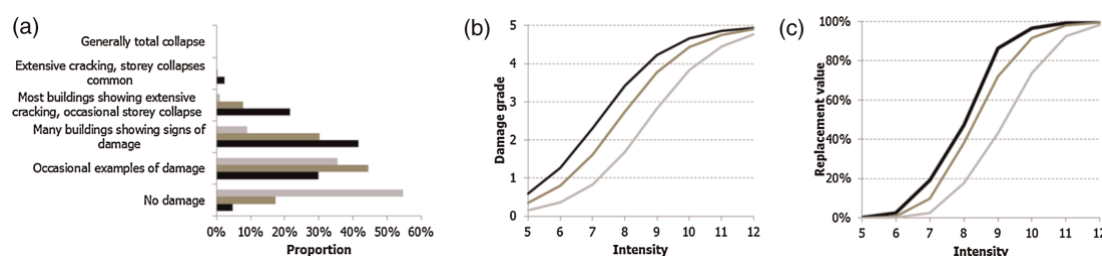 (a)
Generally total collapse
Extensive cracking, storey collapses
common
Most buildings showing extensive
cracking, occasional storey collapse
Many buildings showing signs of
damage
Occasional examples of damage
No damage
0% 10% 20% 30% 40% 50% 60%
Proportion
(b)
Damage grade
5
4
3
2
1
0
5 6 7 8 9 10 11 12
Intensity
(c)
Replacement value
100%
80%
60%
40%
20%
0%
5 6 7 8 9 10 11 12
Intensity